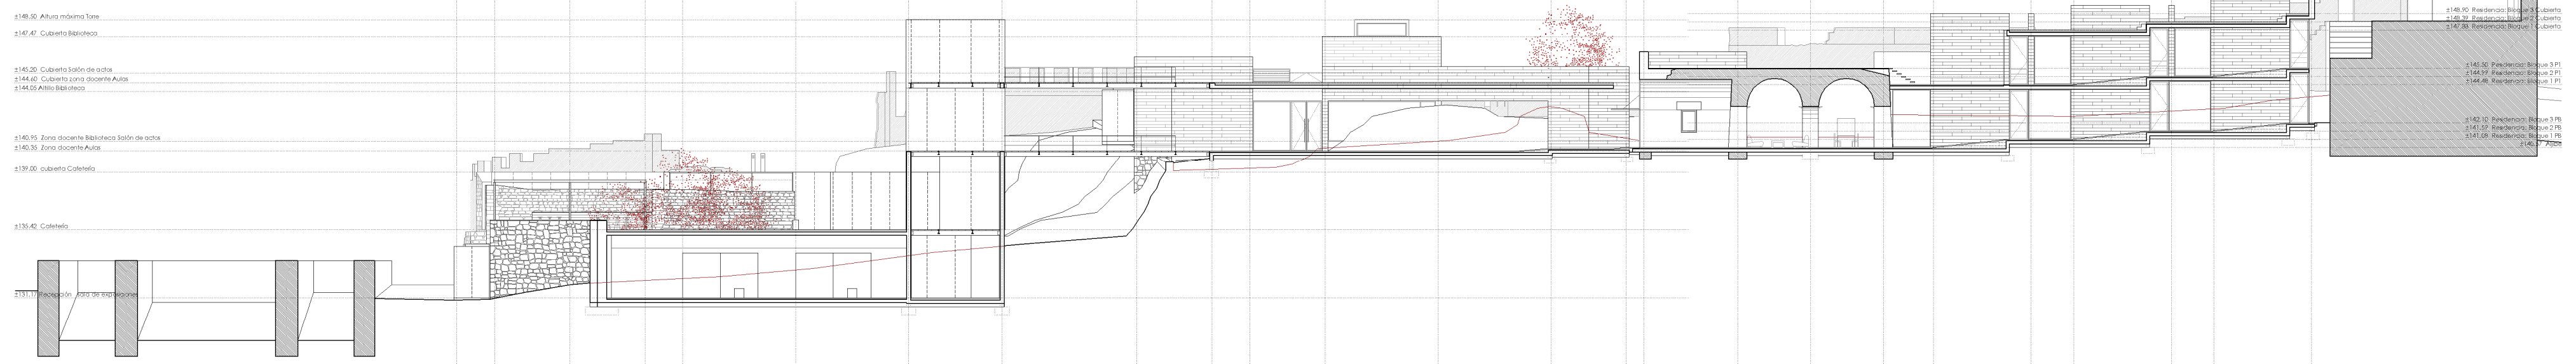 ±148,50 Altura máxima Torre
±147,47 Cubierta Biblioteca
±145,20 Cubierta Salón de actos
±144,60 Cubierta zona docente Aulas
±144,05 Altillo Biblioteca
±140,95 Zona docente Biblioteca Salón de actos
±140,35 Zona docente Aulas
±139,00 cubierta Cafetería
±135,42 Cafetería
±131,17 Recepción sala de exposiciones
±148,90 Residencia: Bloque 3 Cubierta
±148,39 Residencia: Bloque 2 Cubierta
±147,88 Residencia: Bloque 1 Cubierta
±145,50 Residencia: Bloque 3 P1
±144,99 Residencia: Bloque 2 P1
±144,48 Residencia: Bloque 1 P1
±142,10 Residencia: Bloque 3 PB
±141,59 Residencia: Bloque 2 PB
±141,08 Residencia: Bloque 1 PB
Aljibe